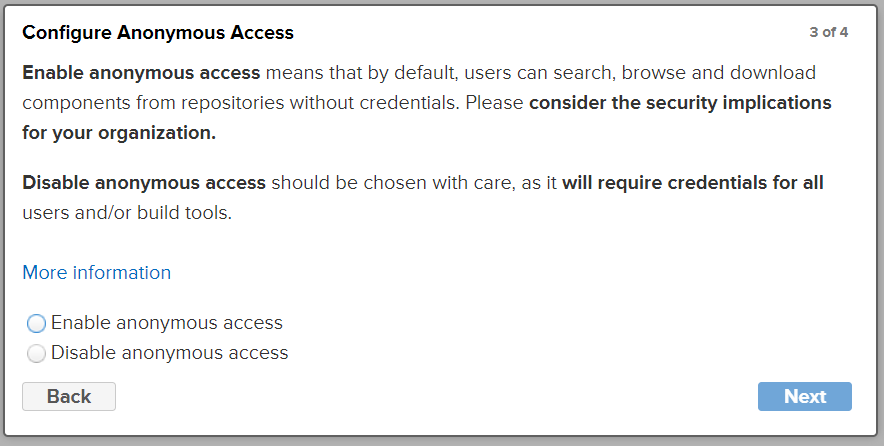 Configure Anonymous Access
3 of 4
Enable anonymous access means that by default, users can search, browse and download
components from repositories without credentials. Please consider the security implications
for your organization.
Disable anonymous access should be chosen with care, as it will require credentials for all
users and/or build tools.
More information
Enable anonymous access
Disable anonymous access
Back
Next